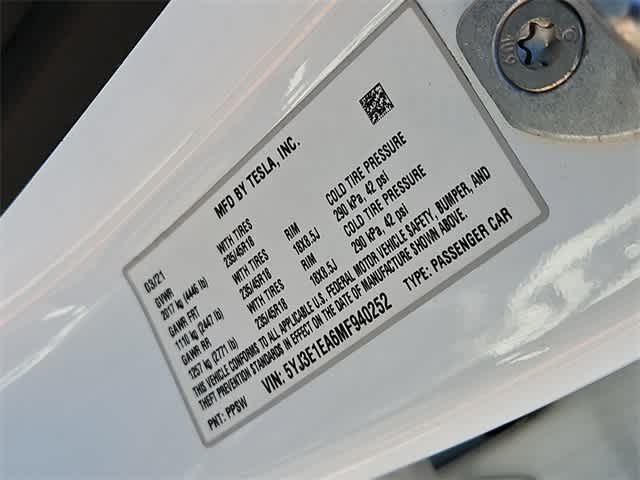 MFD BY TESLA, INC.
03/21
GVWR
2017 kg (4446 lb)
GAWR FRT WITH TIRES RIM COLD TIRE PRESSURE
1110 kg (2447 lb) 235/45R18 18X8.5J 290 kPa, 42 psi
GAWR RR WITH TIRES RIM COLD TIRE PRESSURE
1257 kg (2771 lb) 235/45R18 18X8.5J 290 kPa, 42 psi
THIS VEHICLE CONFORMS TO ALL APPLICABLE U.S. FEDERAL MOTOR VEHICLE SAFETY, BUMPER, AND
THEFT PREVENTION STANDARDS IN EFFECT ON THE DATE OF MANUFACTURE SHOWN ABOVE.
VIN: 5YJ3E1EA6MF940252 TYPE: PASSENGER CAR
PNT: PPSW